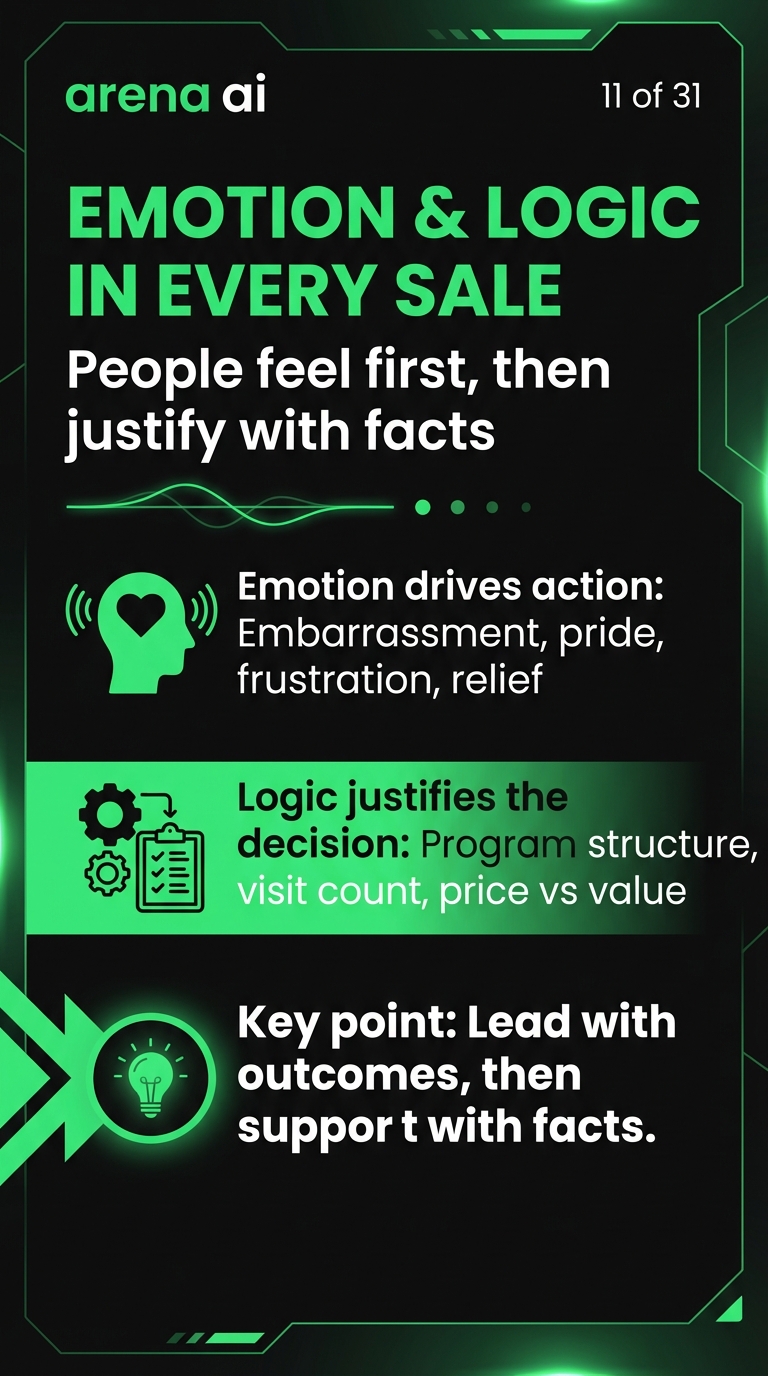 arena ai
11 of 31
EMOTION & LOGIC
IN EVERY SALE
People feel first, then
justify with facts
Emotion drives action:
Embarrassment, pride,
frustration, relief
Logic justifies the
decision: Program structure,
visit count, price vs value
Key point: Lead with
outcomes, then
suppor t with facts.